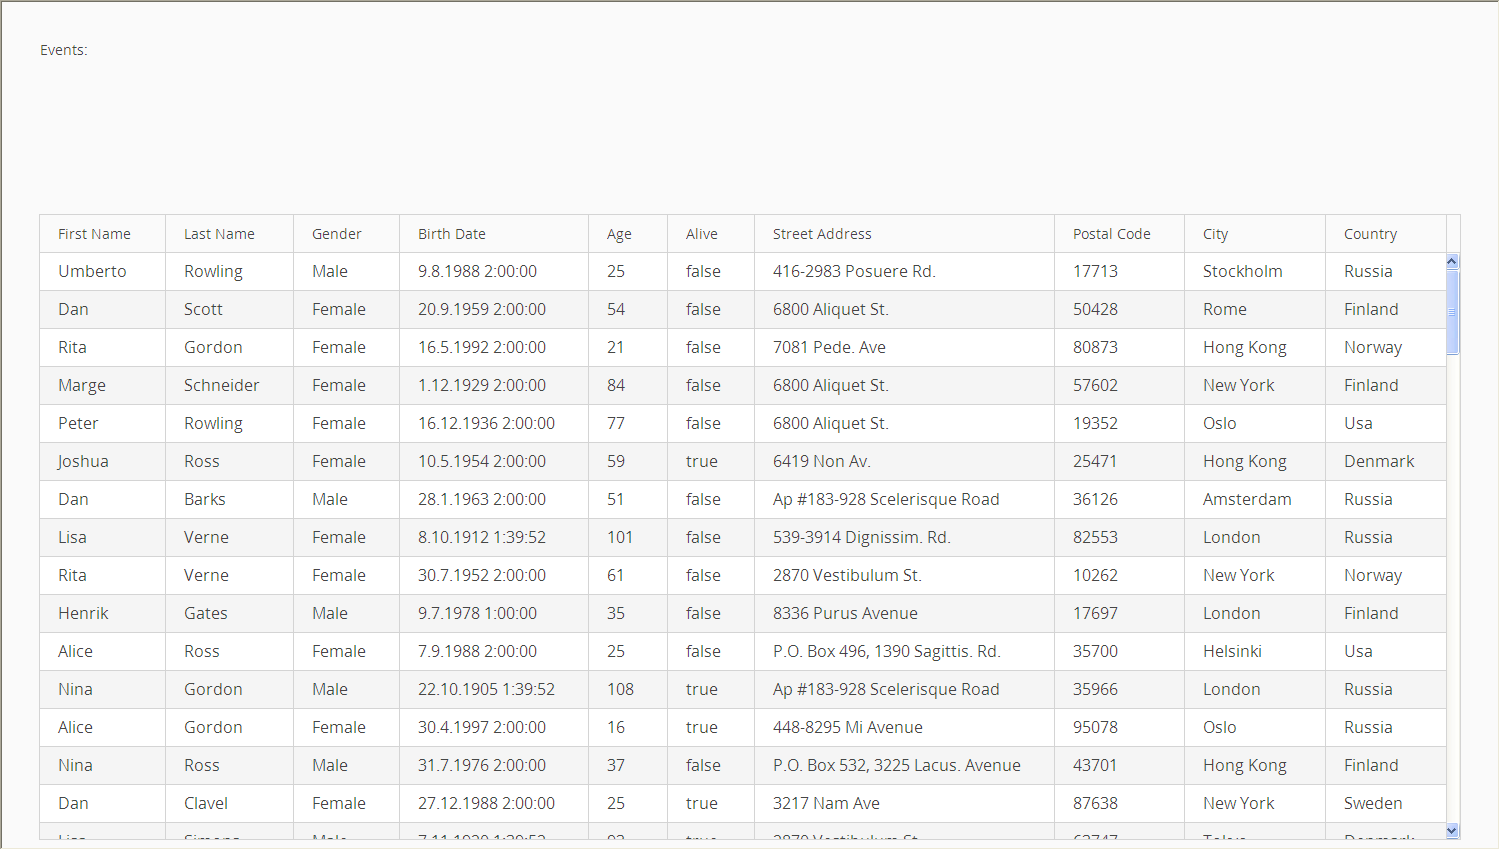 Events:
First Name Last Name Gender Birth Date Age Alive Street Address Postal Code City Country
Umberto Rowling Male 9.8.1988 2:00:00 25 false 416-2983 Posuere Rd. 17713 Stockholm Russia
Dan Scott Female 20.9.1959 2:00:00 54 false 6800 Aliquet St. 50428 Rome Finland
Rita Gordon Female 16.5.1992 2:00:00 21 false 7081 Pede. Ave 80873 Hong Kong Norway
Marge Schneider Female 1.12.1929 2:00:00 84 false 6800 Aliquet St. 57602 New York Finland
Peter Rowling Female 16.12.1936 2:00:00 77 false 6800 Aliquet St. 19352 Oslo Usa
Joshua Ross Female 10.5.1954 2:00:00 59 true 6419 Non Av. 25471 Hong Kong Denmark
Dan Barks Male 28.1.1963 2:00:00 51 false Ap #183-928 Scelerisque Road 36126 Amsterdam Russia
Lisa Verne Female 8.10.1912 1:39:52 101 false 539-3914 Dignissim. Rd. 82553 London Russia
Rita Verne Female 30.7.1952 2:00:00 61 false 2870 Vestibulum St. 10262 New York Norway
Henrik Gates Male 9.7.1978 1:00:00 35 false 8336 Purus Avenue 17697 London Finland
Alice Ross Female 7.9.1988 2:00:00 25 false P.O. Box 496, 1390 Sagittis. Rd. 35700 Helsinki Usa
Nina Gordon Male 22.10.1905 1:39:52 108 true Ap #183-928 Scelerisque Road 35966 London Russia
Alice Gordon Female 30.4.1997 2:00:00 16 true 448-8295 Mi Avenue 95078 Oslo Russia
Nina Ross Male 31.7.1976 2:00:00 37 false P.O. Box 532, 3225 Lacus. Avenue 43701 Hong Kong Finland
Dan Clavel Female 27.12.1988 2:00:00 25 true 3217 Nam Ave 87638 New York Sweden